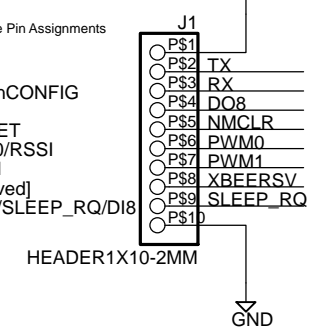 e Pin Assignments
J1
P$1
P$2 TX
P$3 RX
nCONFIG
P$4 DO8
P$5 NMCLR
ET
P$6 PWM0
0/RSSI
P$7 PWM1
P$8 XBEERSV
ved]
P$9 SLEEP_RQ
/SLEEP_RQ/DI8
P$10
HEADER1X10-2MM
GND